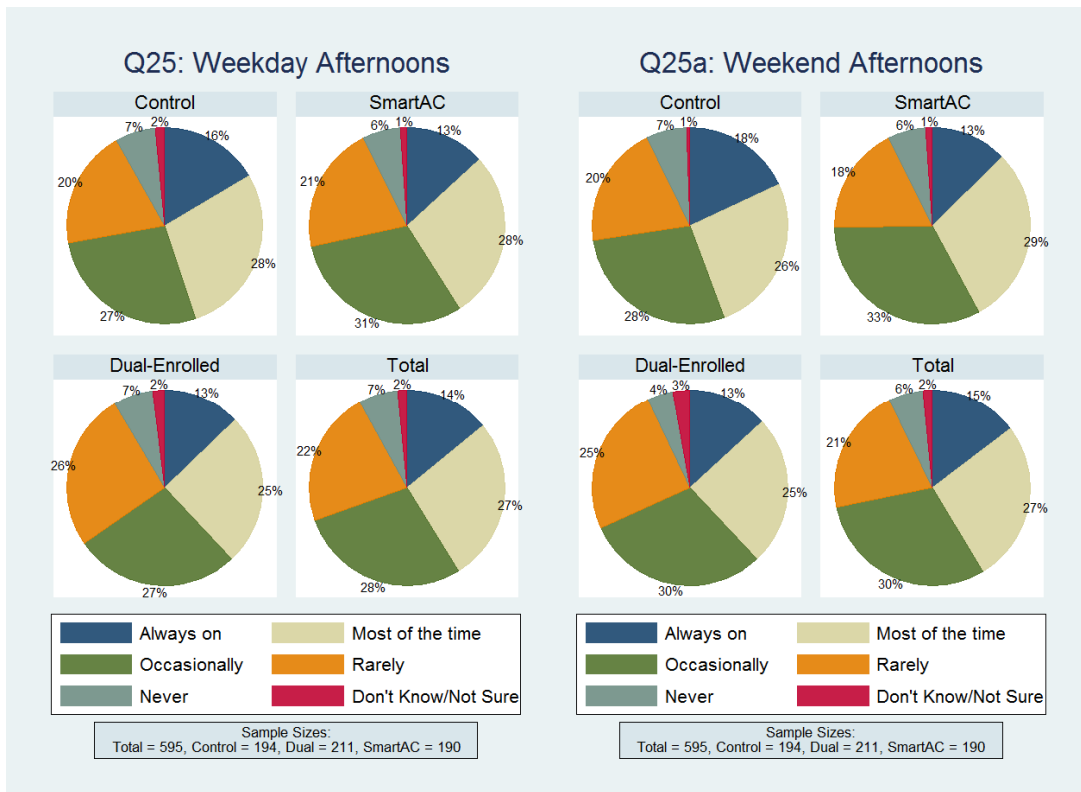 Q25: Weekday Afternoons
Control
2%
16%
28%
27%
20%
7%
SmartAC
1%
13%
28%
31%
21%
6%
Dual-Enrolled
2%
13%
25%
27%
26%
7%
Total
2%
14%
27%
28%
22%
7%
Always on
Most of the time
Occasionally
Rarely
Never
Don't Know/Not Sure
Sample Sizes:
Total = 595, Control = 194, Dual = 211, SmartAC = 190
Q25a: Weekend Afternoons
Control
1%
18%
26%
28%
20%
7%
SmartAC
1%
13%
29%
33%
18%
6%
Dual-Enrolled
3%
13%
25%
30%
25%
4%
Total
2%
15%
27%
30%
21%
6%
Always on
Most of the time
Occasionally
Rarely
Never
Don't Know/Not Sure
Sample Sizes:
Total = 595, Control = 194, Dual = 211, SmartAC = 190